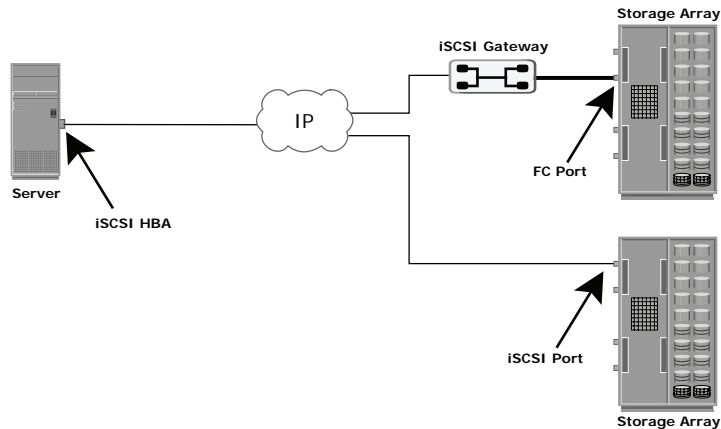 Storage Array
iSCSI Gateway
IP
FC Port
Server
iSCSI HBA
iSCSI Port
Storage Array